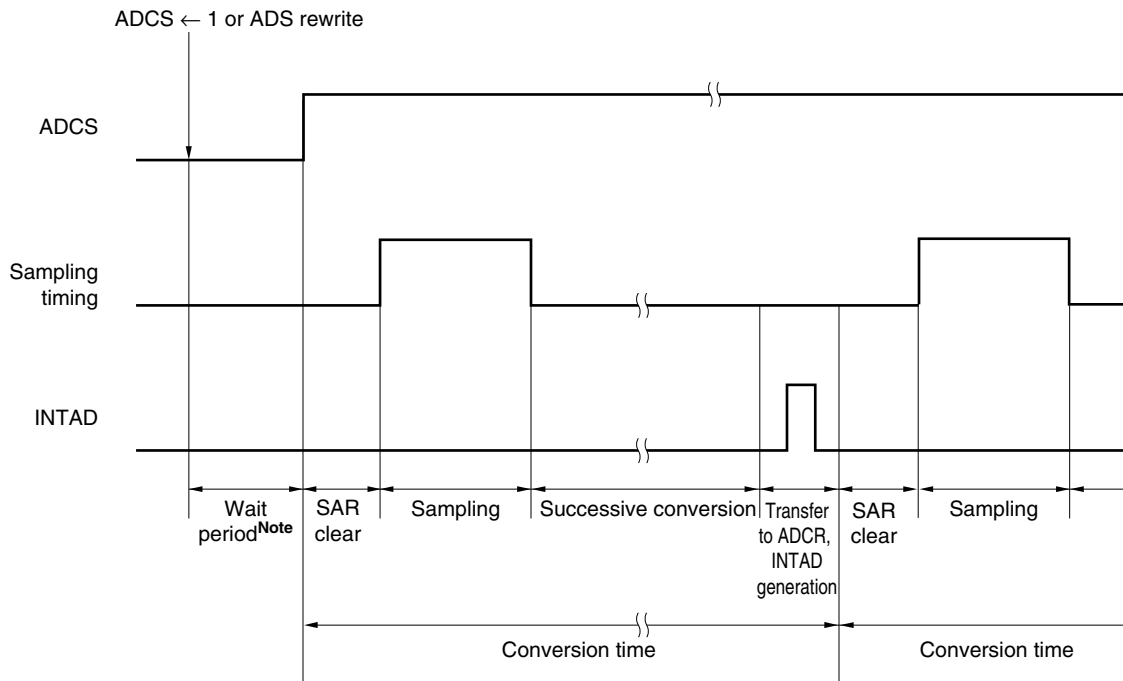 ADCS ← 1 or ADS rewrite
ADCS
Sampling
timing
INTAD
Wait
periodNote
SAR
clear
Sampling
Successive conversion
Transfer
to ADCR,
INTAD
generation
SAR
clear
Sampling
Conversion time
Conversion time